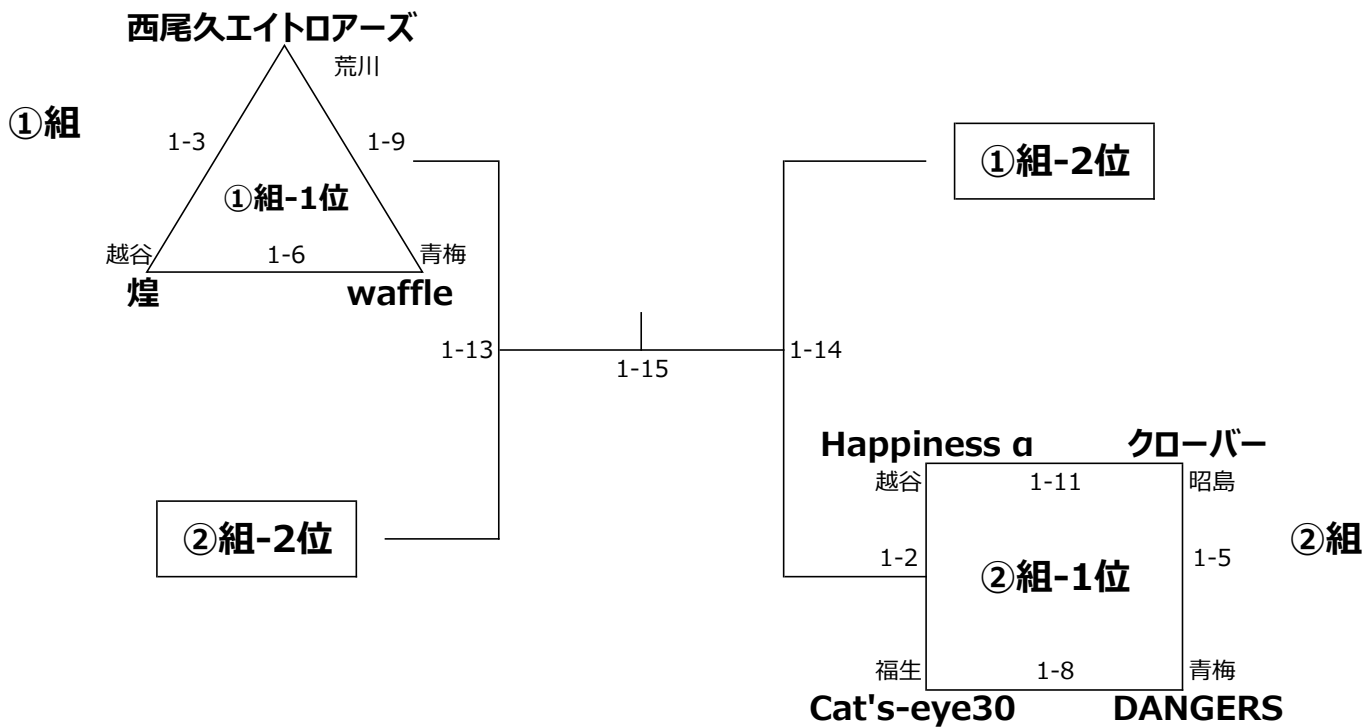 西尾久エイトロアーズ
荒川
①組
1-3
1-9
①組-1位
越谷
1-6
青梅
煌
waffle
①組-2位
1-13
1-15
1-14
②組-2位
Happiness α
クローバー
越谷
1-11
昭島
1-2
②組-1位
1-5
②組
福生
1-8
青梅
Cat's-eye30
DANGERS